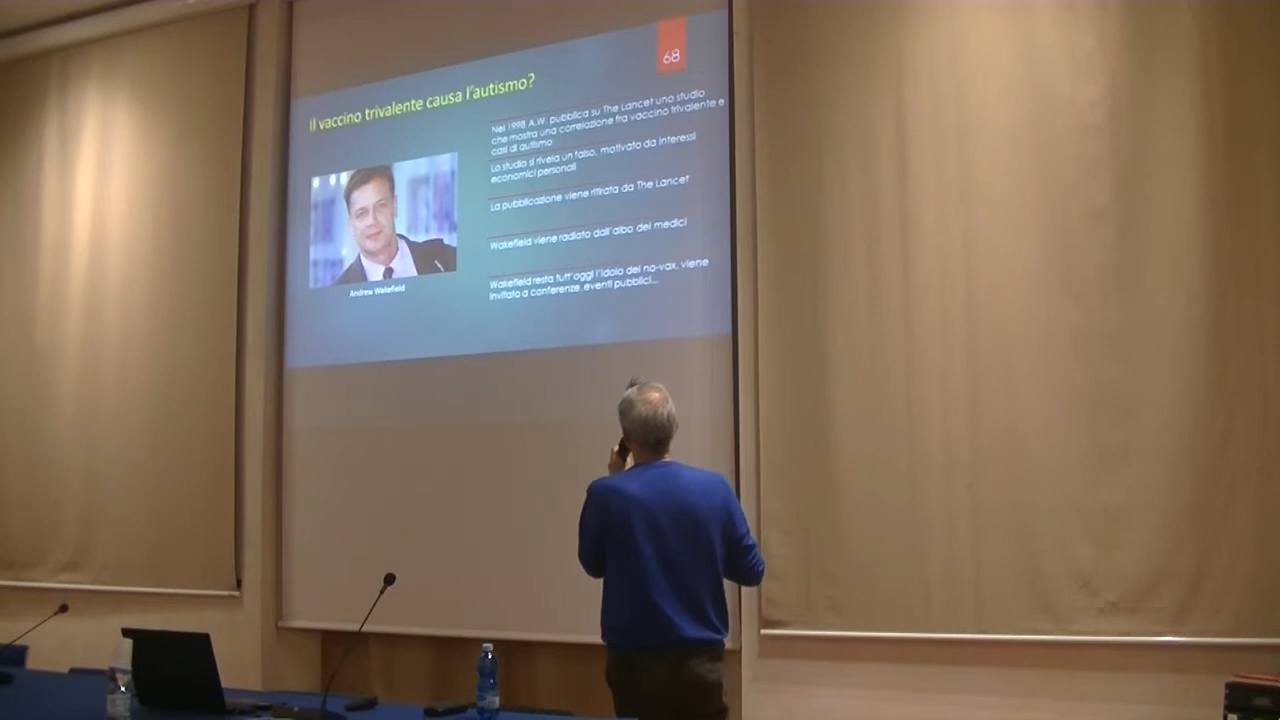 68
Il vaccino trivalente causa l'autismo?
Nel 1998 A.W. pubblica su The Lancet uno studio
che mostra una correlazione fra vaccino trivalente e
casi di autismo
Lo studio si rivela un falso, motivato da interessi
economici personali
La pubblicazione viene ritirata da The Lancet
Wakefield viene radiato dall'albo dei medici
Wakefield resta tutt'oggi l'idolo dei no-vax, viene
invitato a conferenze, eventi pubblici...
Andrew Wakefield